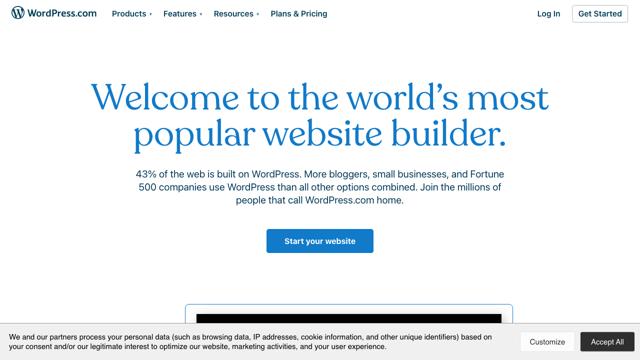 WordPress.com Products Features Resources Plans & Pricing Log In Get Started
Welcome to the world's most
popular website builder.
43% of the web is built on WordPress. More bloggers, small businesses, and Fortune
500 companies use WordPress than all other options combined. Join the millions of
people that call WordPress.com home.
Start your website
We and our partners process your personal data (such as browsing data, IP addresses, cookie information, and other unique identifiers) based on
your consent and/or our legitimate interest to optimize our website, marketing activities, and your user experience.
Customize
Accept All